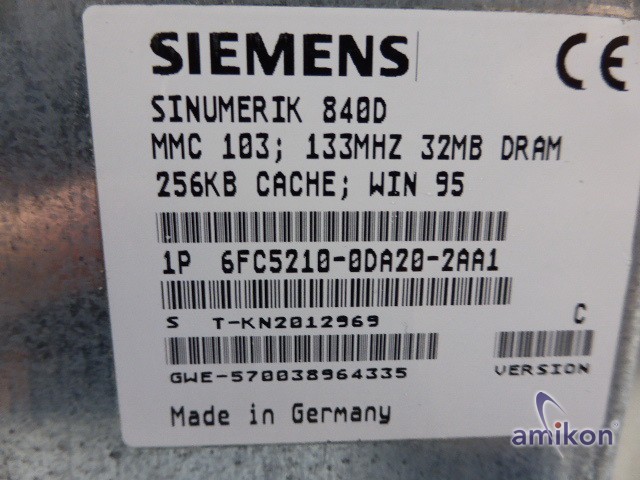 SIEMENS CE
SINUMERIK 840D
MMC 103; 133MHZ 32MB DRAM
256KB CACHE; WIN 95
1P 6FC5210-0DA20-2AA1
S T-KN2012969 C
GWE-570038964335 VERSION
Made in Germany
amikon